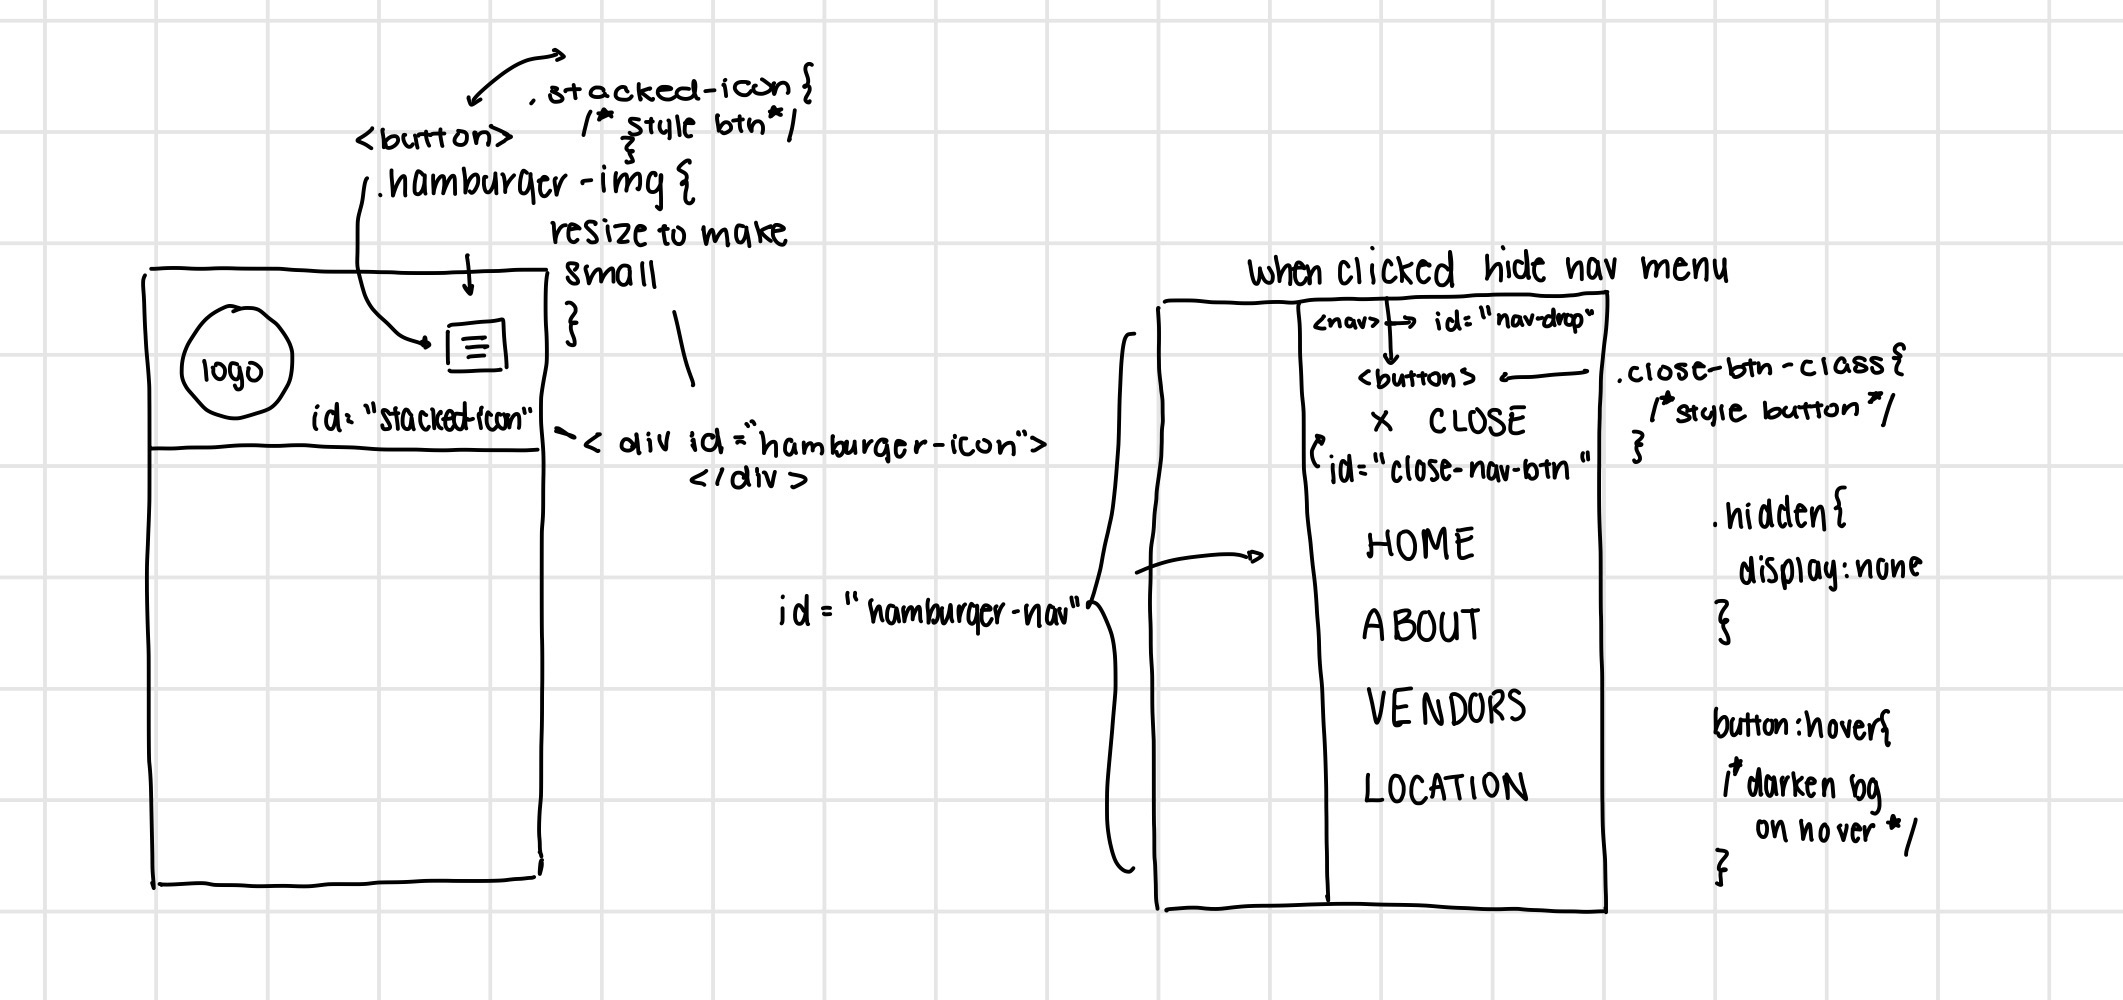 .stacked-icon {
/* style btn */
}
<button>
.hamburger-img {
resize to make
small
}
logo
id="stacked-icon"
< div id="hamburger-icon">
</div >
when clicked hide nav menu
<nav> id="nav-drop"
<button>
X CLOSE
id="close-nav-btn"
HOME
ABOUT
VENDORS
LOCATION
id="hamburger-nav"
.close-btn-class{
/*style button*/
}
.hidden{
display:none
}
button:hover{
/*darken bg
on hover*/
}